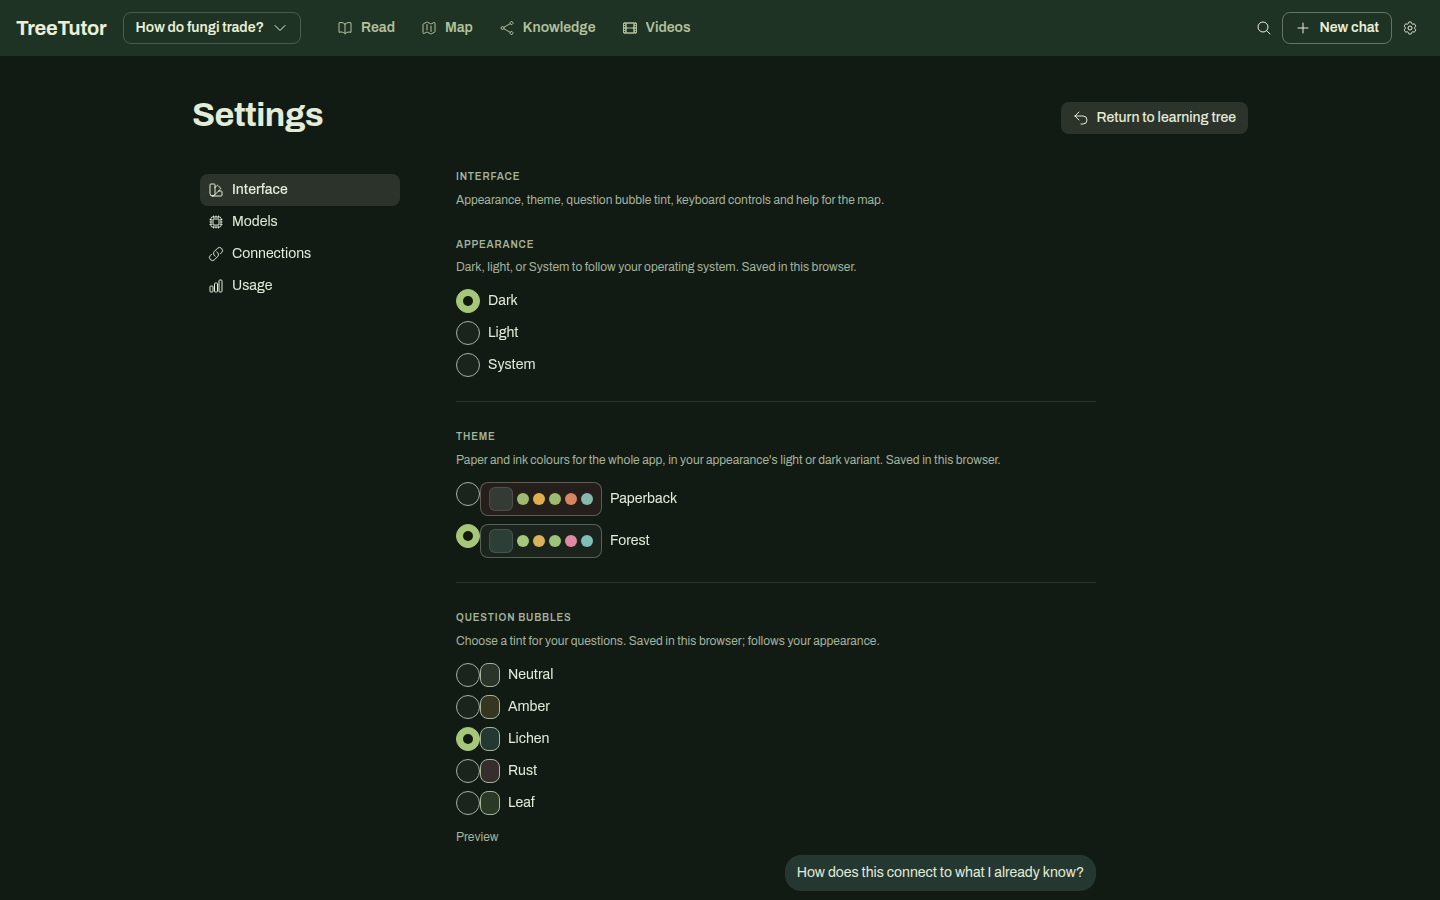 TreeTutor
How do fungi trade?
Read
Map
Knowledge
Videos
New chat
Settings
Return to learning tree
Interface
Models
Connections
Usage
INTERFACE
Appearance, theme, question bubble tint, keyboard controls and help for the map.
APPEARANCE
Dark, light, or System to follow your operating system. Saved in this browser.
Dark
Light
System
THEME
Paper and ink colours for the whole app, in your appearance's light or dark variant. Saved in this browser.
Paperback
Forest
QUESTION BUBBLES
Choose a tint for your questions. Saved in this browser; follows your appearance.
Neutral
Amber
Lichen
Rust
Leaf
Preview
How does this connect to what I already know?